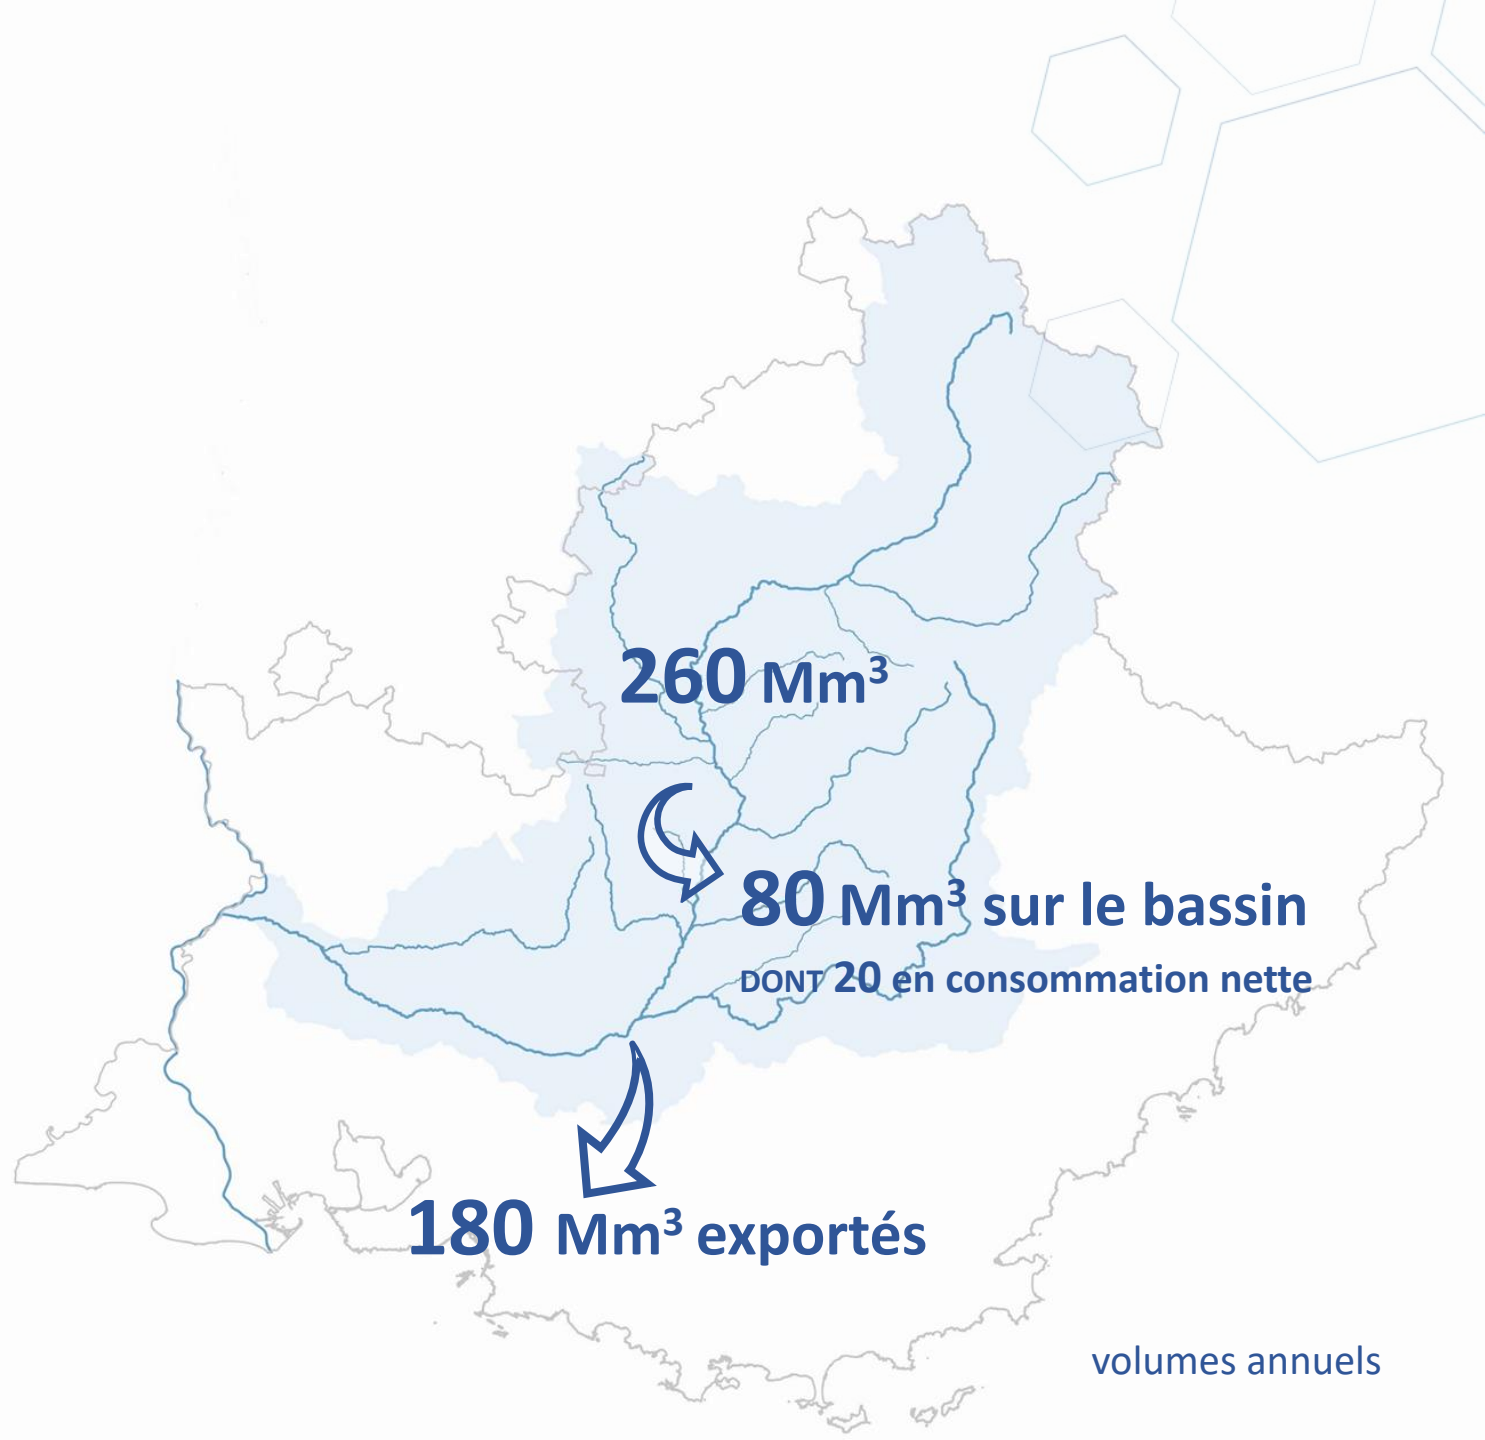 260 Mm³
80 Mm³ sur le bassin
DONT 20 en consommation nette
180 Mm³ exportés
volumes annuels